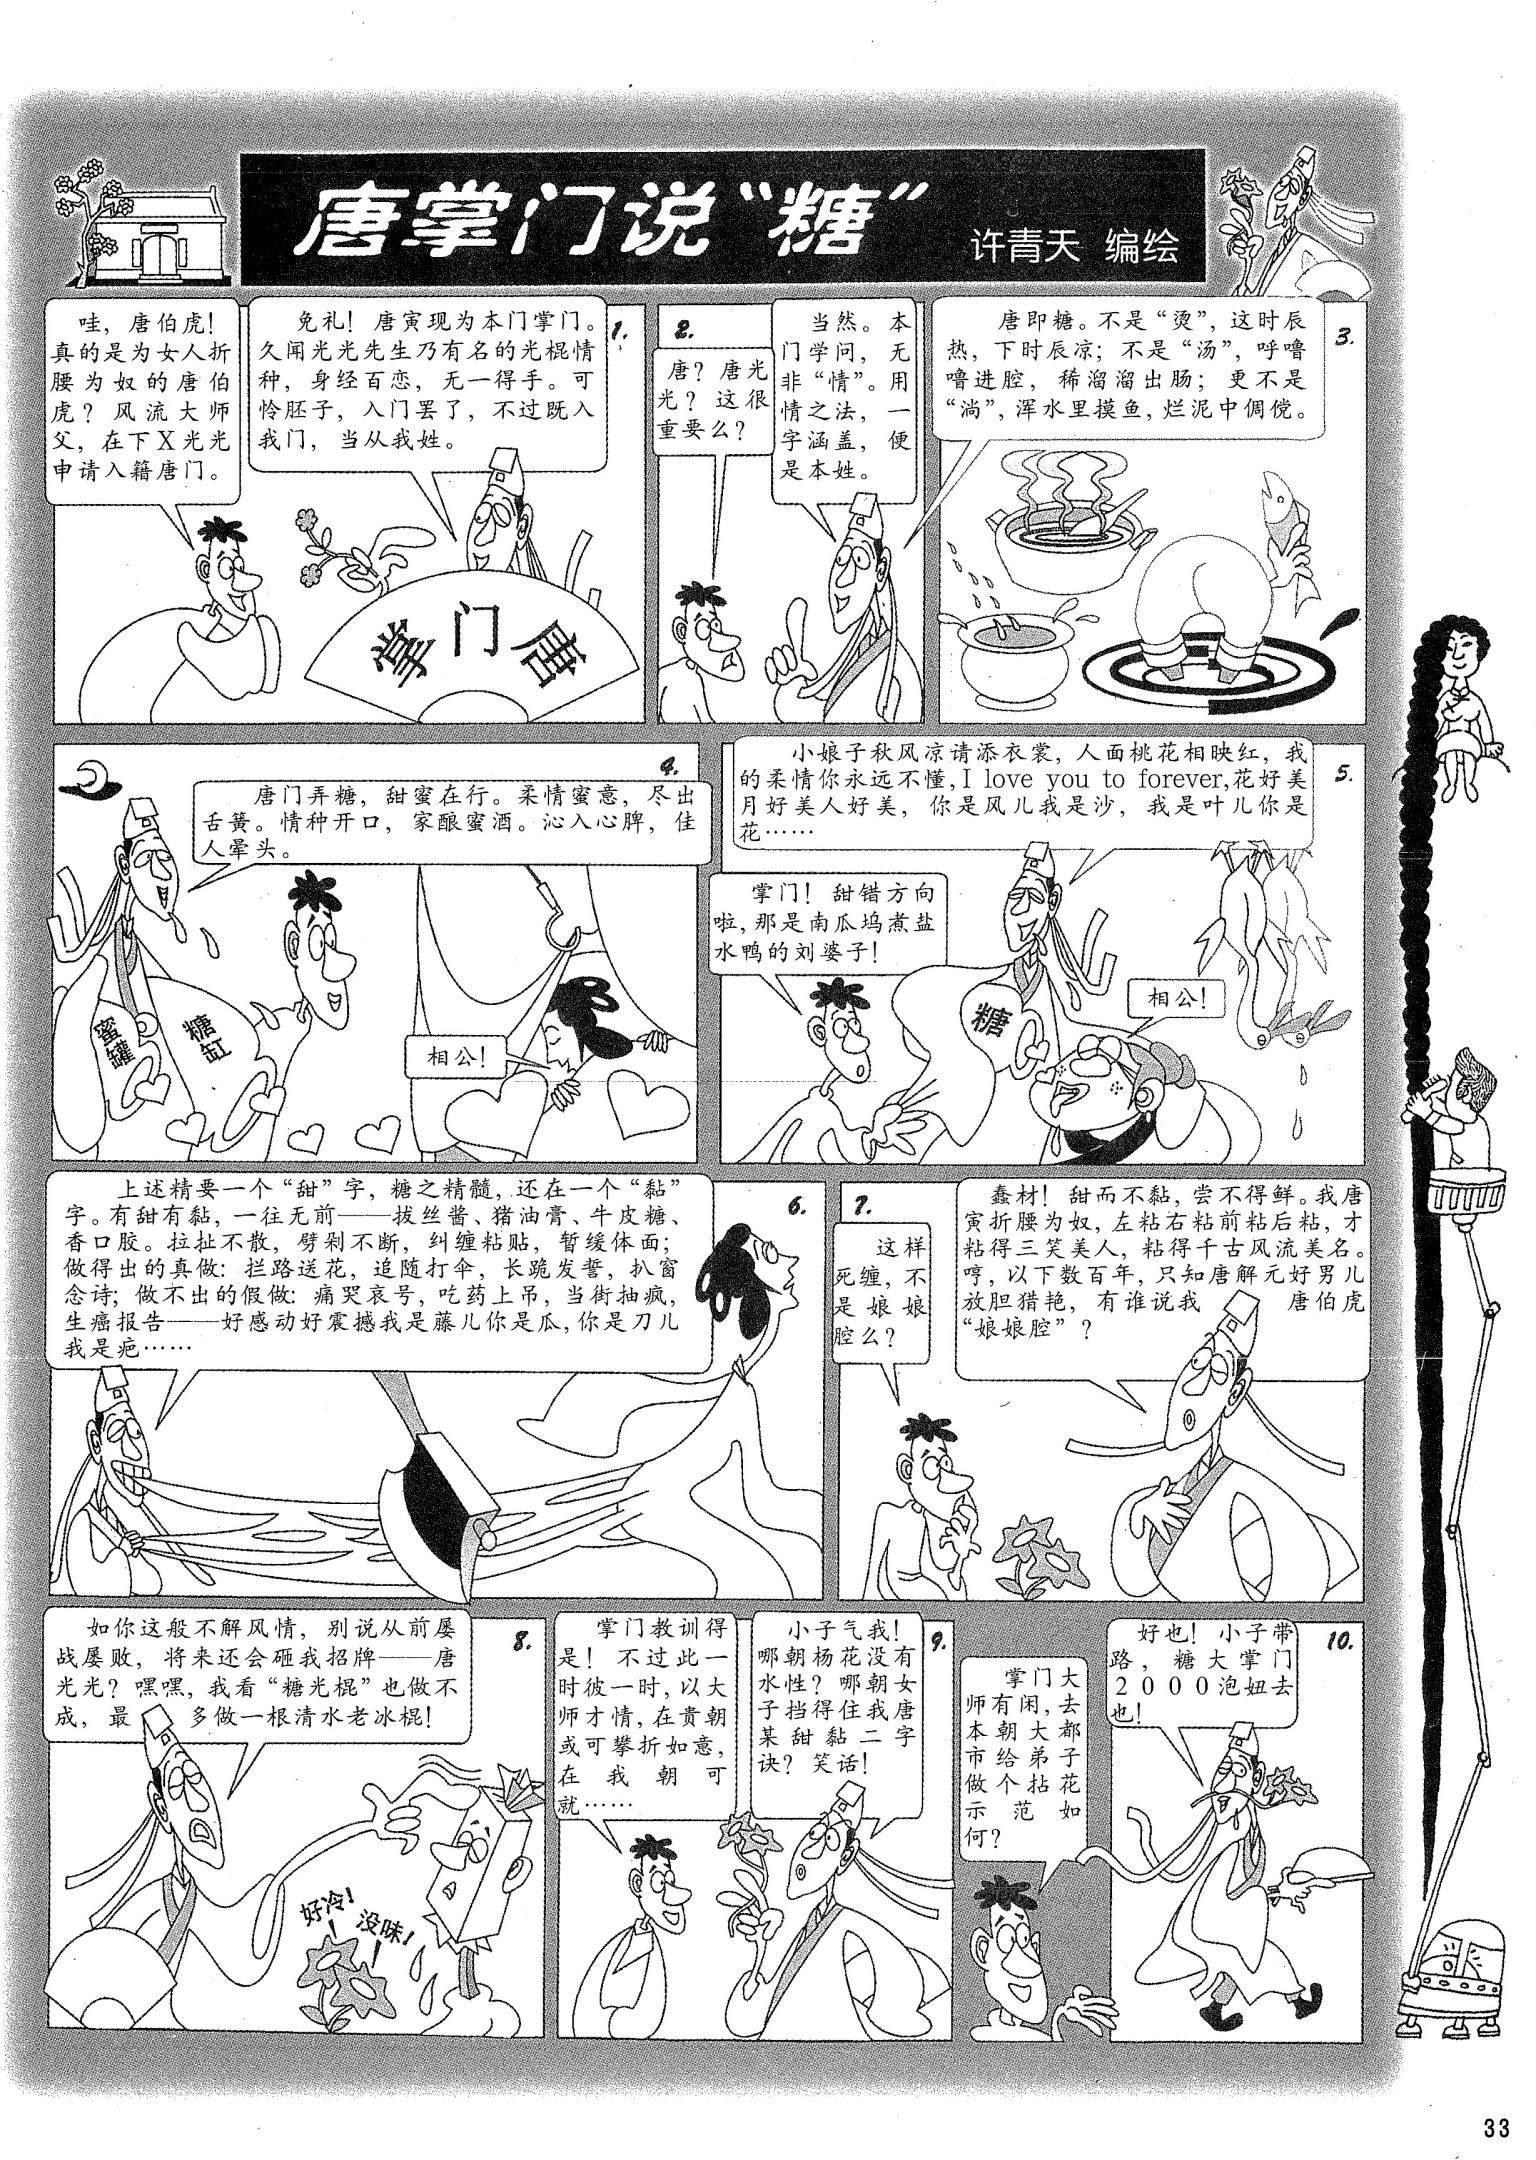 唐掌门说“糖”
许青天 编绘
1.
哇，唐伯虎！
真的是为女人折
腰为奴的唐伯
虎？风流大师
父，在下X光光
申请入籍唐门。
免礼！唐寅现为本门掌门。
久闻光光先生乃有名的光棍情
种，身经百恋，无一得手。可
怜胚子，入门罢了，不过既入
我门，当从我姓。
掌门唐
2.
唐？唐光
光？这很
重要么？
当然。本
门学问，无
非“情”。用
情之法，一
字涵盖，便
是本姓。
3.
唐即糖。不是“烫”，这时辰
热，下时辰凉；不是“汤”，呼噜
噜进腔，稀溜溜出肠；更不是
“淌”，浑水里摸鱼，烂泥中倜傥。
4.
唐门弄糖，甜蜜在行。柔情蜜意，尽出
舌簧。情种开口，家酿蜜酒。沁入心脾，佳
人晕头。
蜜罐
糖缸
相公！
5.
小娘子秋风凉请添衣裳，人面桃花相映红，我
的柔情你永远不懂，I love you to forever,花好美
月好美人好美，你是风儿我是沙，我是叶儿你是
花……
掌门！甜错方向
啦，那是南瓜坞煮盐
水鸭的刘婆子！
糖
相公！
6.
上述精要一个“甜”字，糖之精髓，还在一个“黏”
字。有甜有黏，一往无前——拔丝酱、猪油膏、牛皮糖、
香口胶。拉扯不散，劈剁不断，纠缠粘贴，暂缓体面；
做得出的真做：拦路送花，追随打伞，长跪发誓，扒窗
念诗；做不出的假做：痛哭哀号，吃药上吊，当街抽疯，
生癌报告——好感动好震撼我是藤儿你是瓜，你是刀儿
我是疤……
7.
这样
死缠，不
是娘娘
腔么？
蠢材！甜而不黏，尝不得鲜。我唐
寅折腰为奴，左粘右粘前粘后粘，才
粘得三笑美人，粘得千古风流美名。
哼，以下数百年，只知唐解元好男儿
放胆猎艳，有谁说我唐伯虎
“娘娘腔”？
8.
如你这般不解风情，别说从前屡
战屡败，将来还会砸我招牌——唐
光光？嘿嘿，我看“糖光棍”也做不
成，最多做一根清水老冰棍！
好冷！
没味！
9.
掌门教训得
是！不过此一
时彼一时，以大
师才情，在贵朝
或可攀折如意，
在我朝可
就……
小子气我！
哪朝杨花没有
水性？哪朝女
子挡得住我唐
某甜黏二字
诀？笑话！
10.
掌门大
师有闲，去
本朝大都
市给弟子
做个拈花
示范如
何？
好也！小子带
路，糖大掌门
2000泡妞去
也！
33